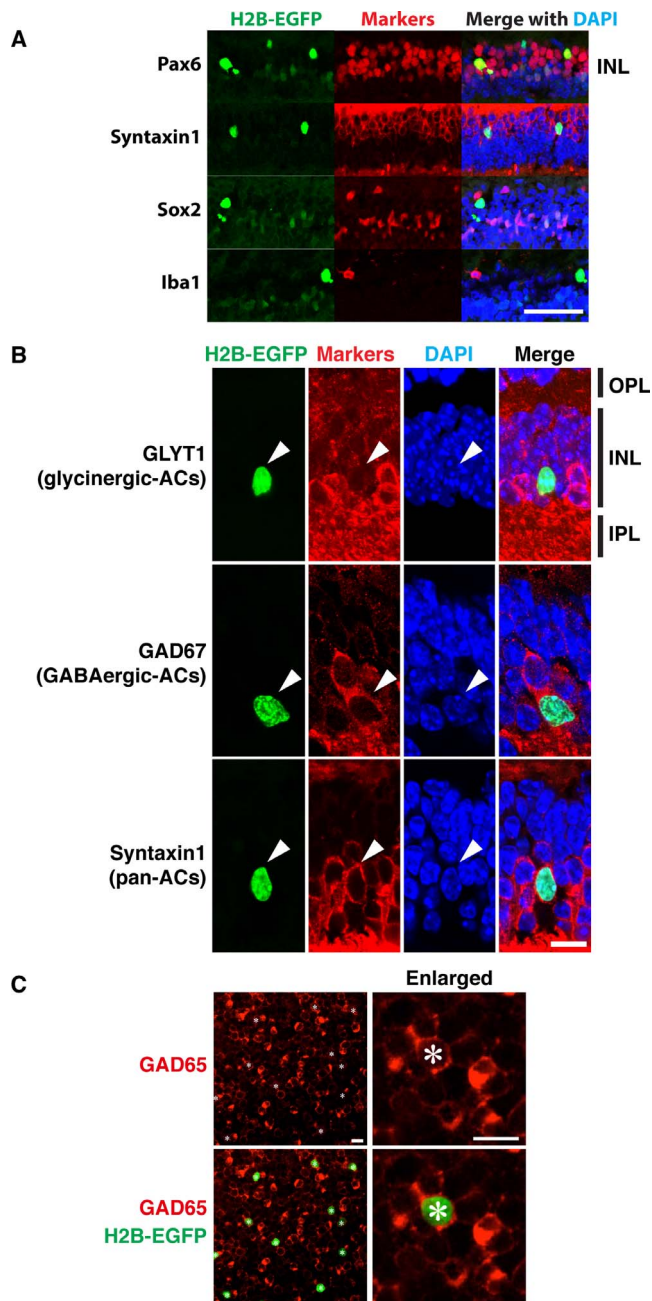 A
H2B-EGFP Markers Merge with DAPI
Pax6
INL
Syntaxin1
Sox2
Iba1
B
H2B-EGFP Markers DAPI Merge
OPL
GLYT1
(glycinergic-ACs)
INL
IPL
GAD67
(GABAergic-ACs)
Syntaxin1
(pan-ACs)
C
Enlarged
GAD65
GAD65
H2B-EGFP